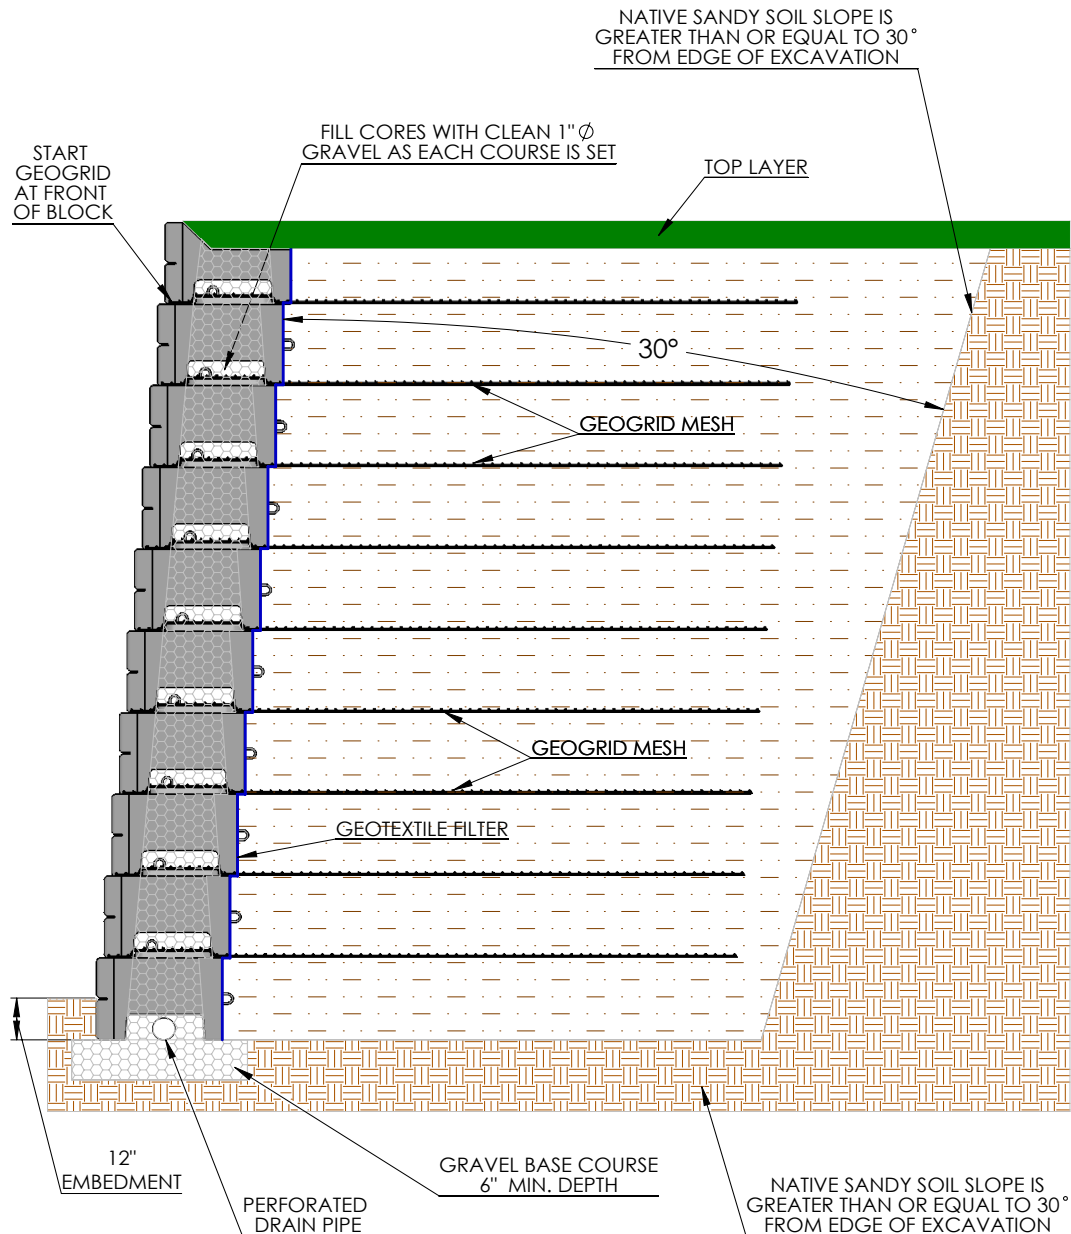 NATIVE SANDY SOIL SLOPE IS
GREATER THAN OR EQUAL TO 30°
FROM EDGE OF EXCAVATION
FILL CORES WITH CLEAN 1"Ø
GRAVEL AS EACH COURSE IS SET
START
GEOGRID
AT FRONT
OF BLOCK
TOP LAYER
30°
GEOGRID MESH
GEOGRID MESH
GEOTEXTILE FILTER
12"
EMBEDMENT
GRAVEL BASE COURSE
6" MIN. DEPTH
PERFORATED
DRAIN PIPE
NATIVE SANDY SOIL SLOPE IS
GREATER THAN OR EQUAL TO 30°
FROM EDGE OF EXCAVATION